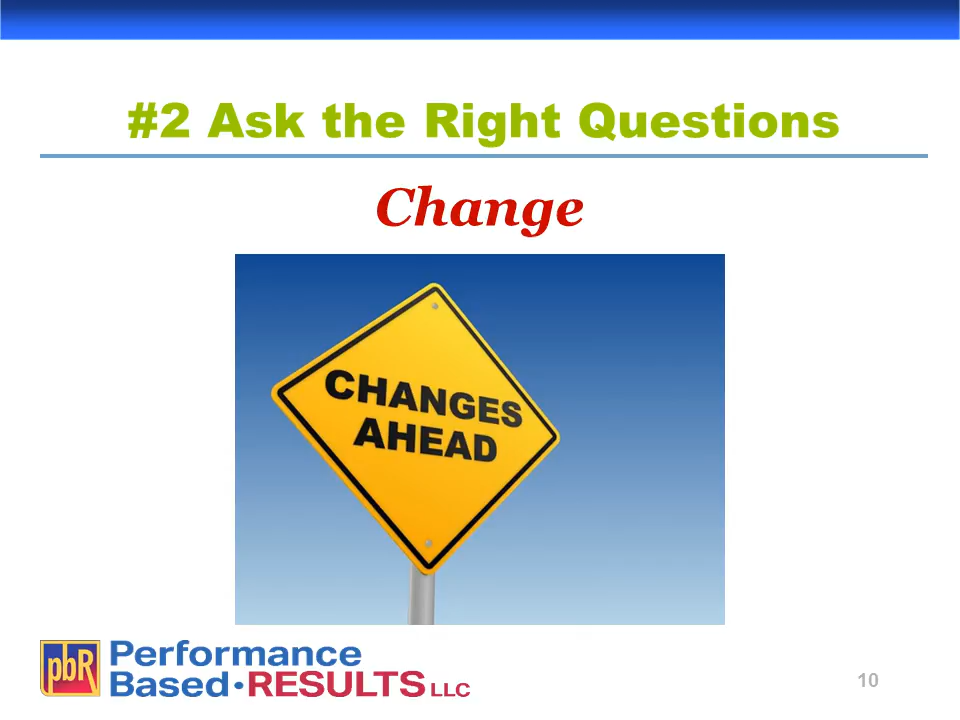 #2 Ask the Right Questions
Change
CHANGES
AHEAD
pbR
Performance
Based•RESULTS LLC
10